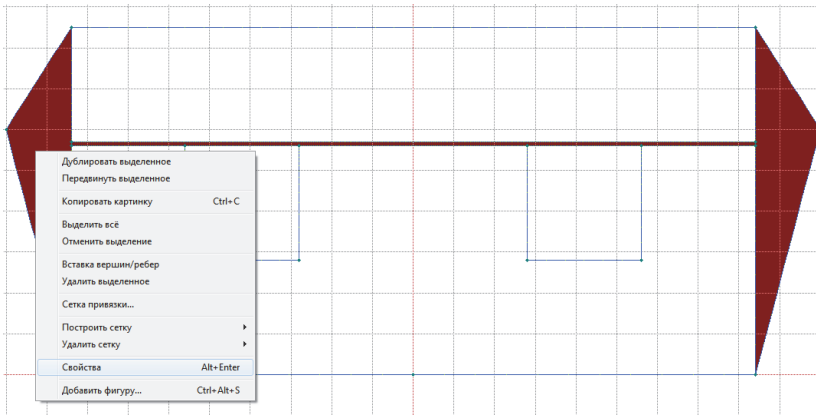 Дублировать выделенное
Передвинуть выделенное
Копировать картинку Ctrl+C
Выделить всё
Отменить выделение
Вставка вершин/ребер
Удалить выделенное
Сетка привязки...
Построить сетку
Удалить сетку
Свойства Alt+Enter
Добавить фигуру... Ctrl+Alt+S